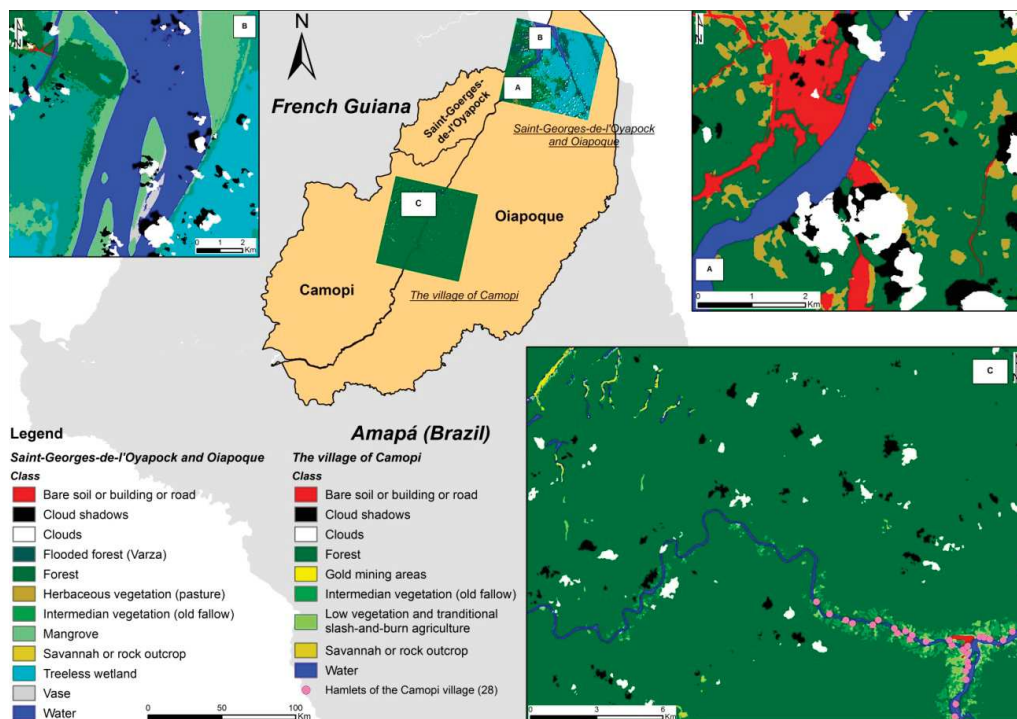 B
N
French Guiana
Saint-Goerges-
de-l'Oyapock
B
A
Saint-Georges-de-l'Oyapock
and Oiapoque
C
Oiapoque
Camopi
The village of Camopi
0 1 2
Km
N
A
0 1 2
Km
C
N
0 3 6
Km
Amapá (Brazil)
Legend
Saint-Georges-de-l'Oyapock and Oiapoque
Class
Bare soil or building or road
Cloud shadows
Clouds
Flooded forest (Varza)
Forest
Herbaceous vegetation (pasture)
Intermedian vegetation (old fallow)
Mangrove
Savannah or rock outcrop
Treeless wetland
Vase
Water
The village of Camopi
Class
Bare soil or building or road
Cloud shadows
Clouds
Forest
Gold mining areas
Intermedian vegetation (old fallow)
Low vegetation and tranditional
slash-and-burn agriculture
Savannah or rock outcrop
Water
Hamlets of the Camopi village (28)
0 50 100
Km